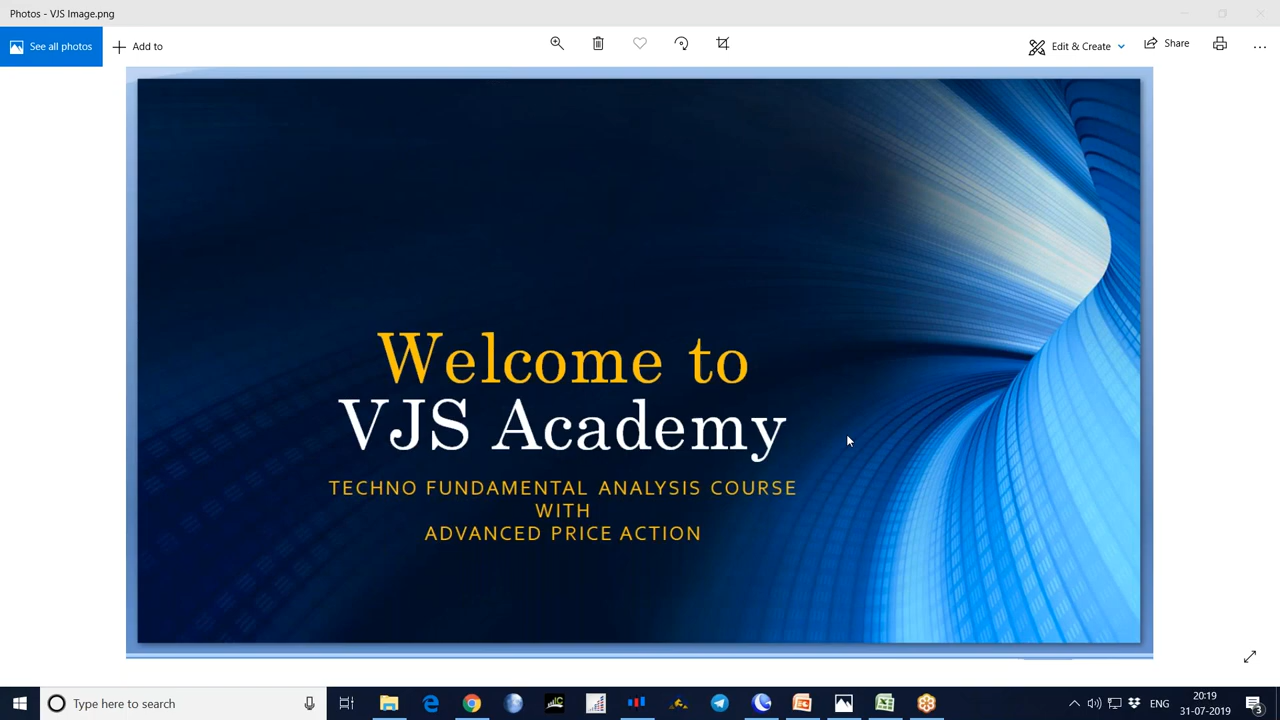 Photos - VJS Image.png
See all photos
Add to
Edit & Create
Share
Welcome to
VJS Academy
TECHNO FUNDAMENTAL ANALYSIS COURSE
WITH
ADVANCED PRICE ACTION
Type here to search
ENG
20:19
31-07-2019
3